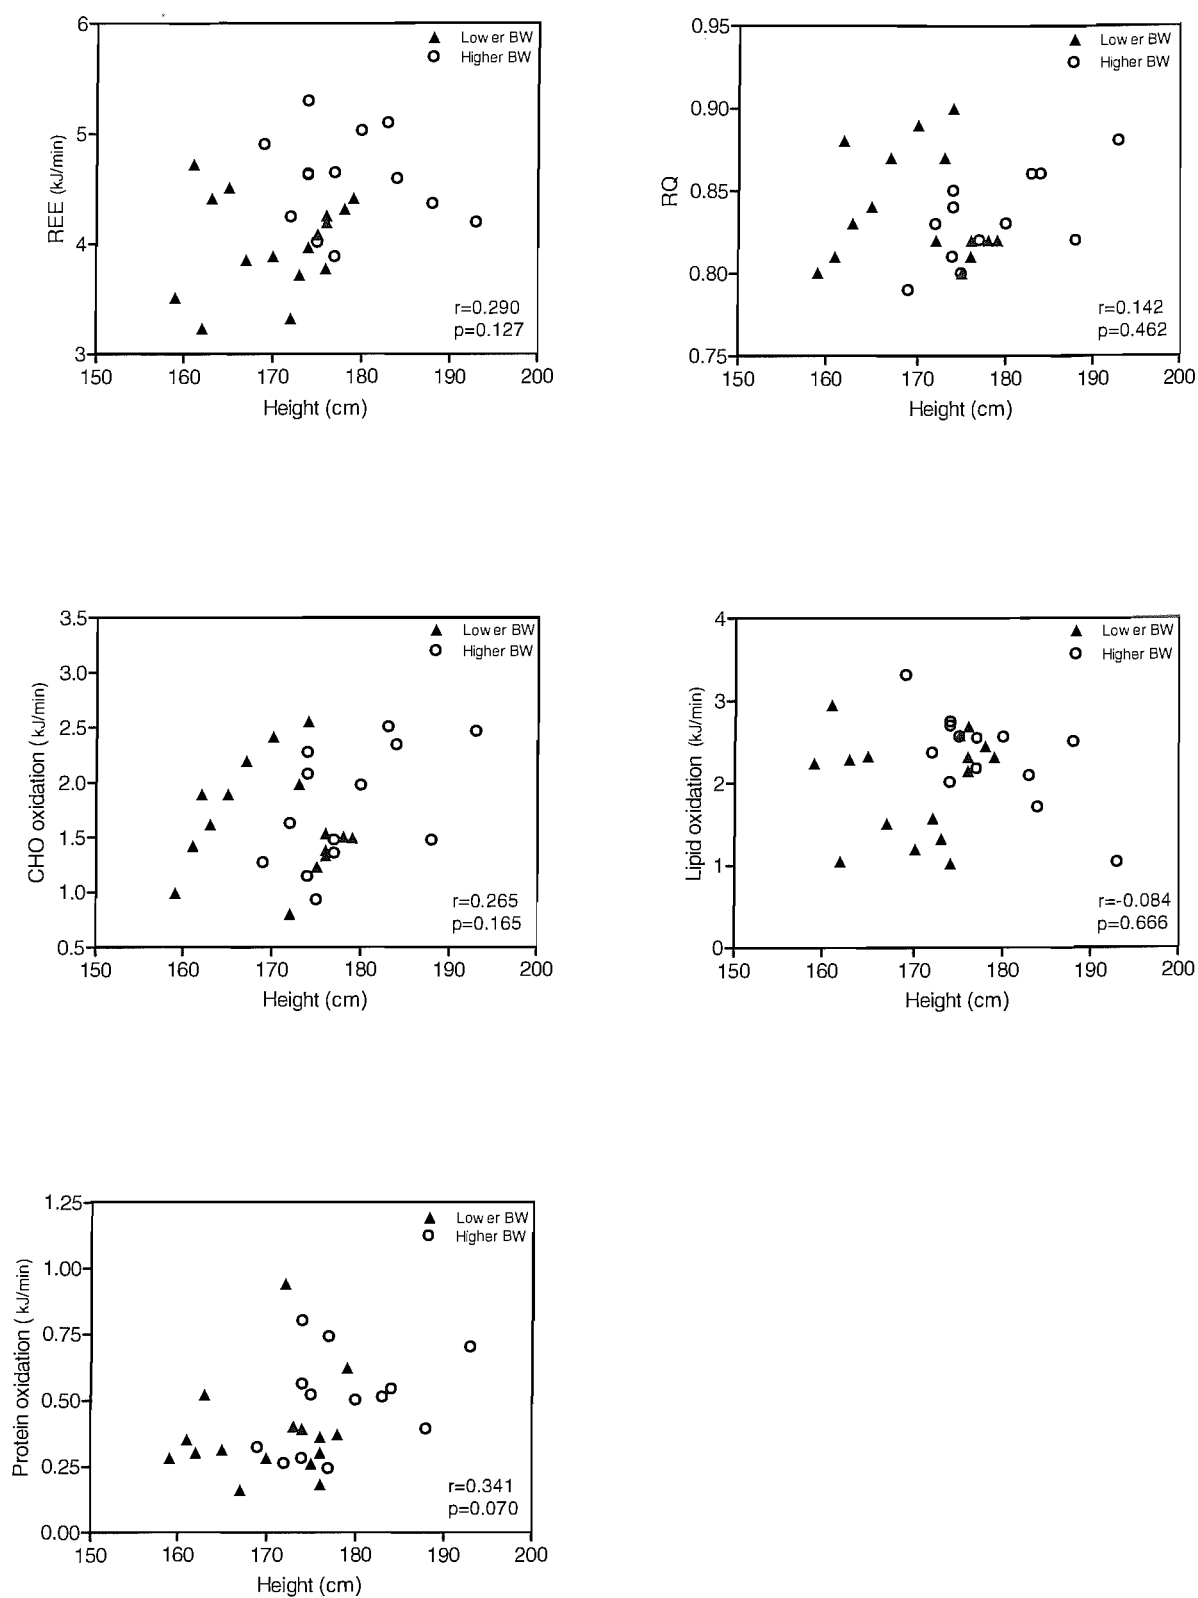 6
5
4
3
REE (kJ/min)
Lower BW
Higher BW
r=0.290
p=0.127
150 160 170 180 190 200
Height (cm)
0.95
0.90
0.85
0.80
0.75
RQ
Lower BW
Higher BW
r=0.142
p=0.462
150 160 170 180 190 200
Height (cm)
3.5
3.0
2.5
2.0
1.5
1.0
0.5
CHO oxidation (kJ/min)
Lower BW
Higher BW
r=0.265
p=0.165
150 160 170 180 190 200
Height (cm)
4
3
2
1
0
Lipid oxidation (kJ/min)
Lower BW
Higher BW
r=-0.084
p=0.666
150 160 170 180 190 200
Height (cm)
1.25
1.00
0.75
0.50
0.25
0.00
Protein oxidation (kJ/min)
Lower BW
Higher BW
r=0.341
p=0.070
150 160 170 180 190 200
Height (cm)